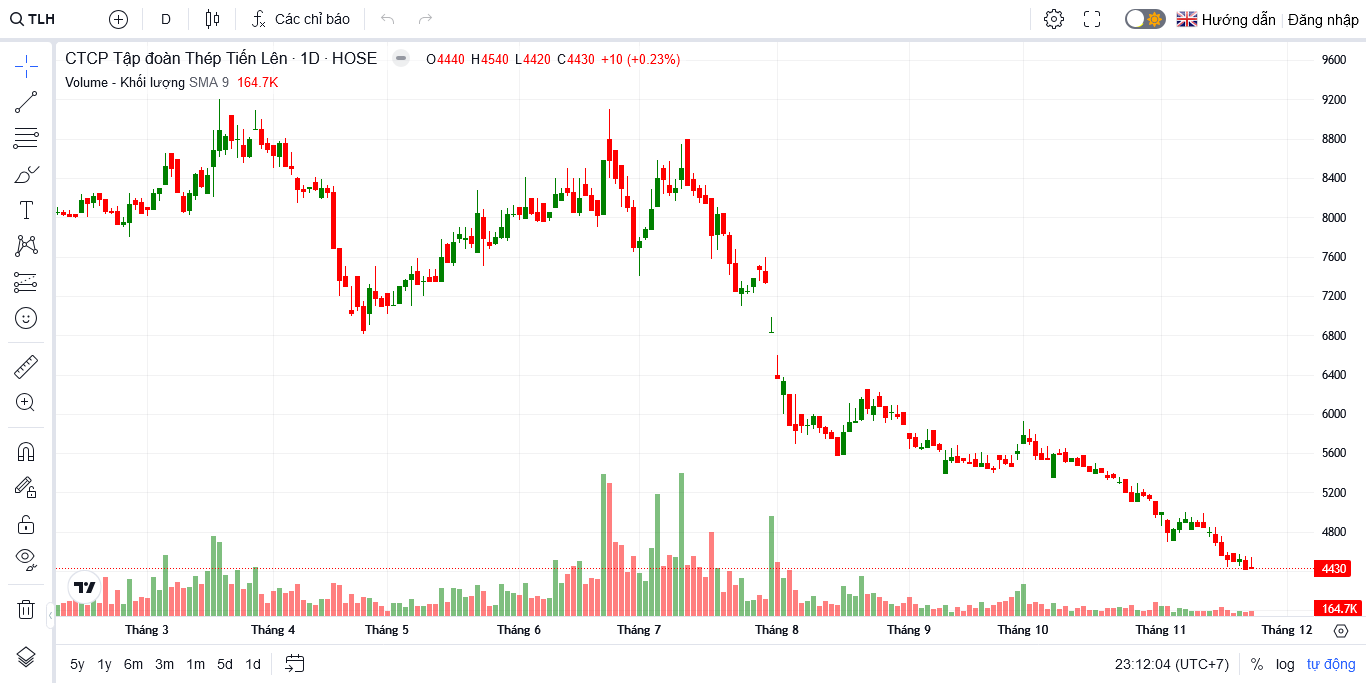 TLH D Các chỉ báo Hướng dẫn Đăng nhập
CTCP Tập đoàn Thép Tiến Lên · 1D · HOSE O4440 H4540 L4420 C4430 +10 (+0.23%)
Volume - Khối lượng SMA 9 164.7K
9600
9200
8800
8400
8000
7600
7200
6800
6400
6000
5600
5200
4800
4430
164.7K
Tháng 3 Tháng 4 Tháng 5 Tháng 6 Tháng 7 Tháng 8 Tháng 9 Tháng 10 Tháng 11 Tháng 12
5y 1y 6m 3m 1m 5d 1d 23:12:04 (UTC+7) % log tự động